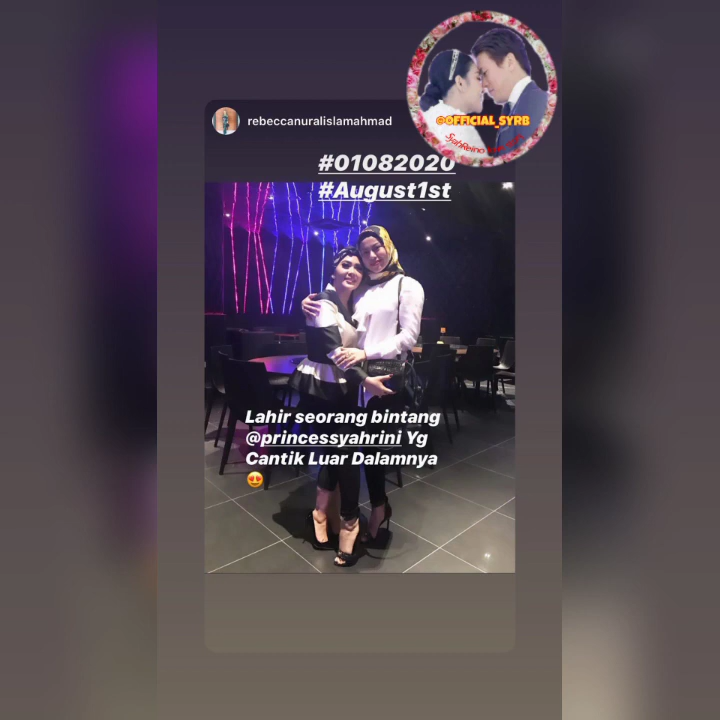 rebeccanuralislamahmad
@OFFICIAL_SYRB
#01082020
#August1st
Lahir seorang bintang
@princessyahrini Yg
Cantik Luar Dalamnya